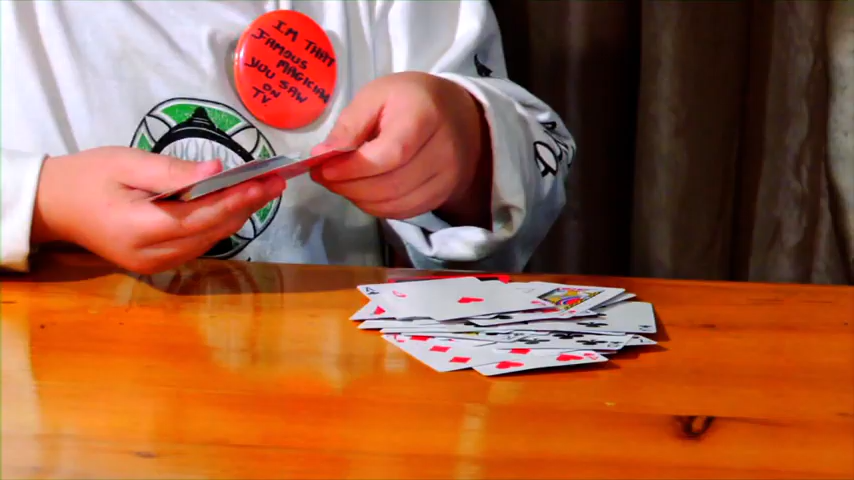 I'M THAT
FAMOUS
MAGICIAN
YOU SAW
ON
TV